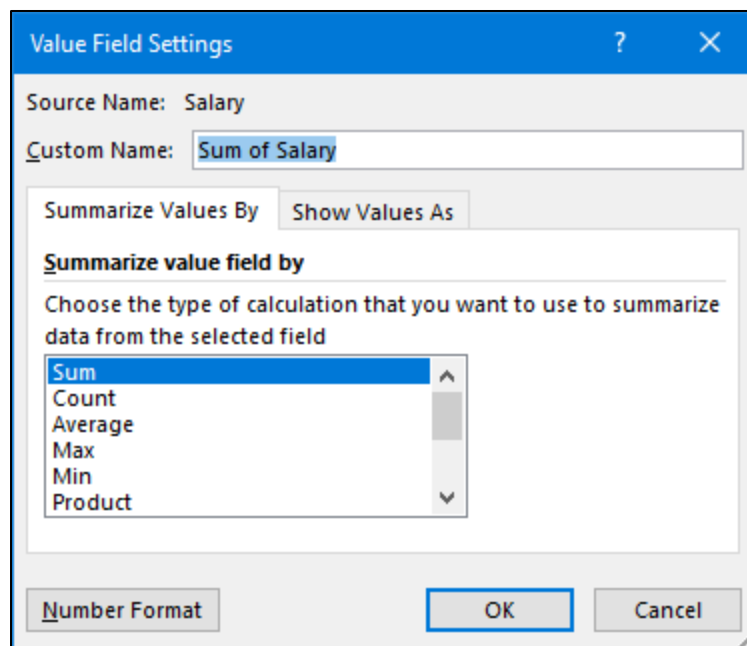 Value Field Settings ?
Source Name: Salary
Custom Name: Sum of Salary
Summarize Values By Show Values As
Summarize value field by
Choose the type of calculation that you want to use to summarize
data from the selected field
Sum
Count
Average
Max
Min
Product
Number Format OK Cancel